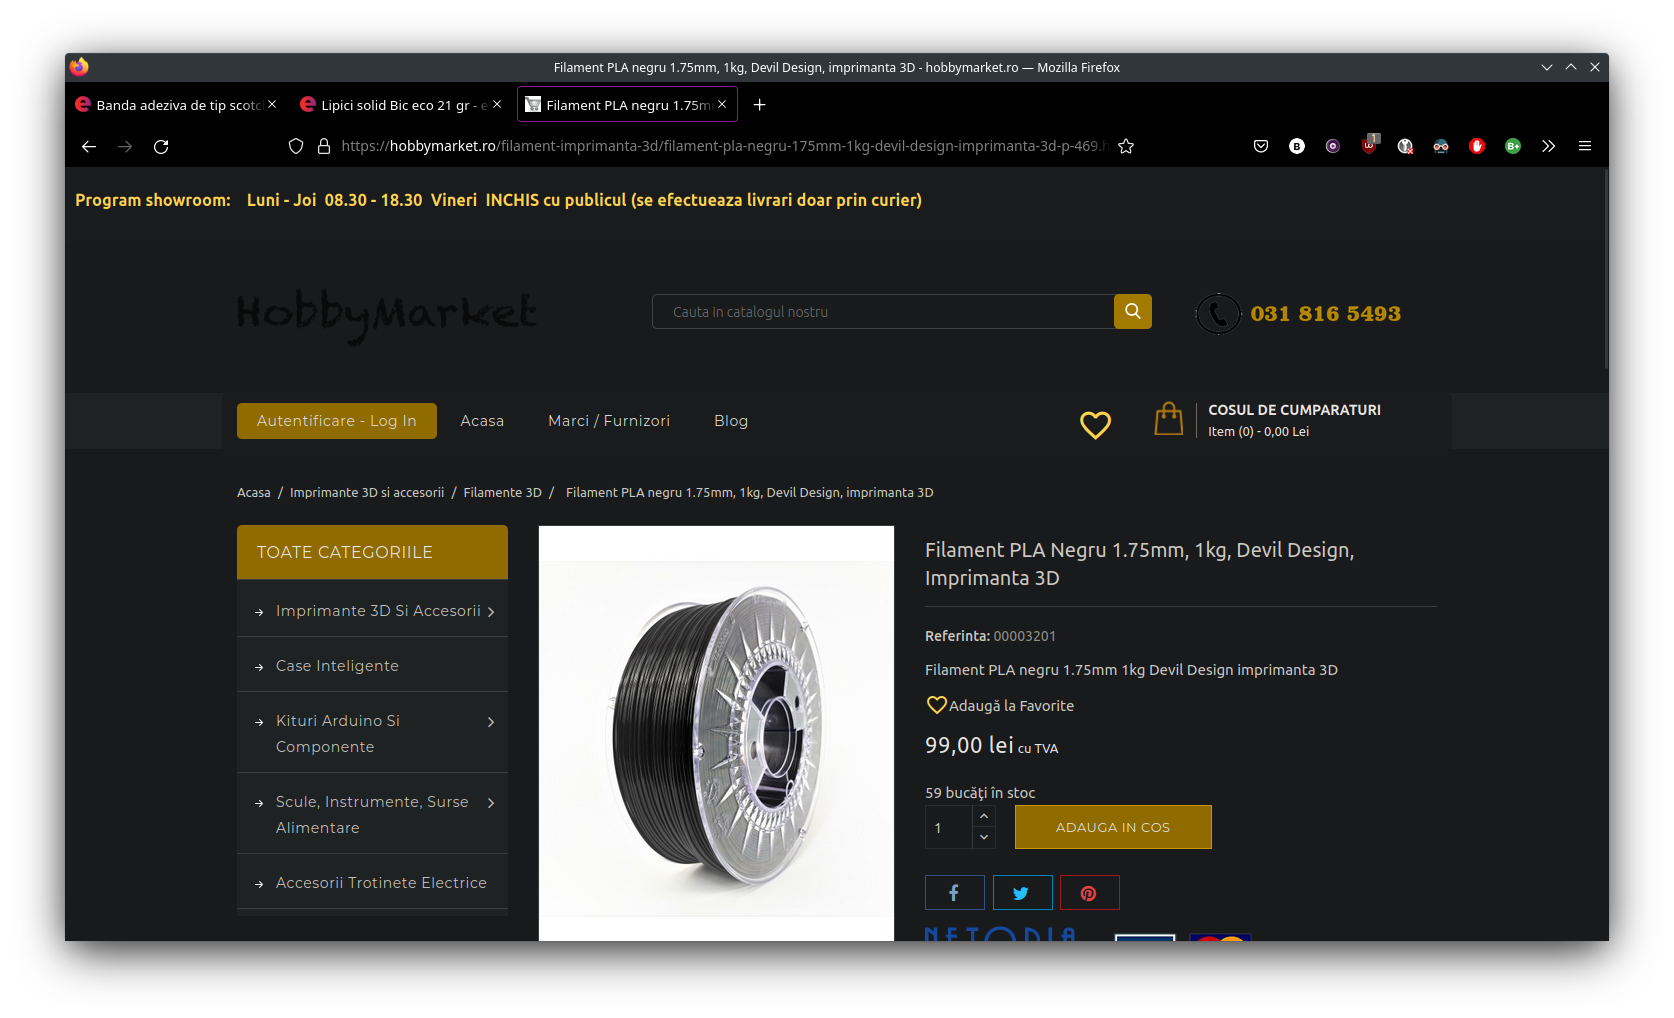 Filament PLA negru 1.75mm, 1kg, Devil Design, imprimanta 3D - hobbymarket.ro — Mozilla Firefox
Banda adeziva de tip scotc
Lipici solid Bic eco 21 gr - e
Filament PLA negru 1.75m
https://hobbymarket.ro/filament-imprimanta-3d/filament-pla-negru-175mm-1kg-devil-design-imprimanta-3d-p-469.h
1
Program showroom: Luni - Joi 08.30 - 18.30 Vineri INCHIS cu publicul (se efectueaza livrari doar prin curier)
HobbyMarket
Cauta in catalogul nostru
031 816 5493
Autentificare - Log In
Acasa
Marci / Furnizori
Blog
COSUL DE CUMPARATURI
Item (0) - 0,00 Lei
Acasa / Imprimante 3D si accesorii / Filamente 3D / Filament PLA negru 1.75mm, 1kg, Devil Design, imprimanta 3D
TOATE CATEGORIILE
Imprimante 3D Si Accesorii
Case Inteligente
Kituri Arduino Si
Componente
Scule, Instrumente, Surse
Alimentare
Accesorii Trotinete Electrice
Filament PLA Negru 1.75mm, 1kg, Devil Design,
Imprimanta 3D
Referinta: 00003201
Filament PLA negru 1.75mm 1kg Devil Design imprimanta 3D
Adaugă la Favorite
99,00 lei cu TVA
59 bucăţi în stoc
1
ADAUGA IN COS
NETOPIA